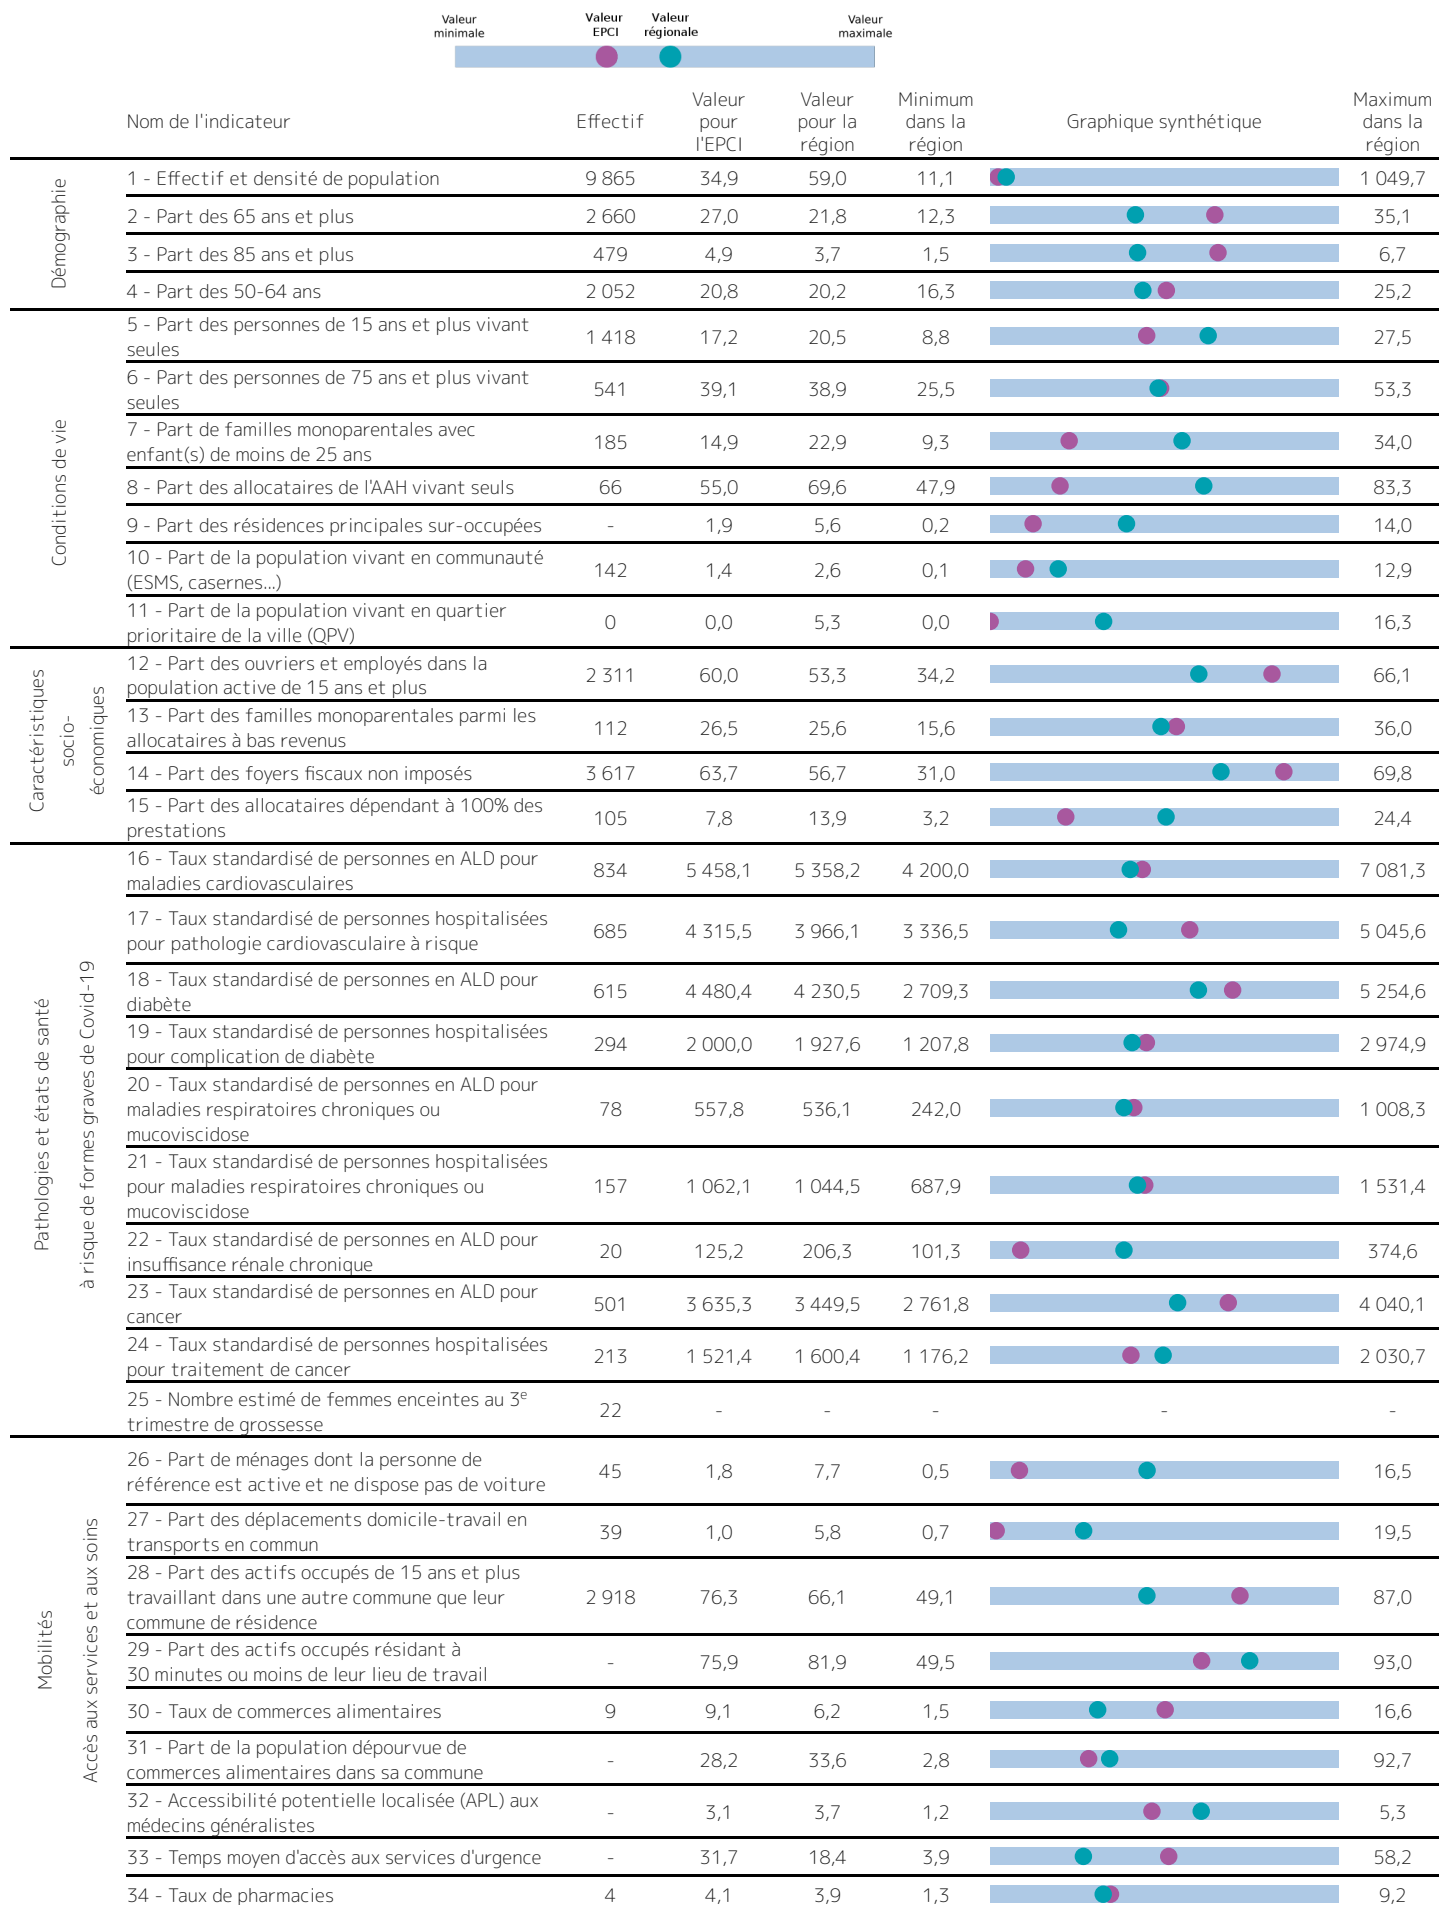 Valeur minimale
Valeur EPCI
Valeur régionale
Valeur maximale
Nom de l'indicateur
Effectif
Valeur pour l'EPCI
Valeur pour la région
Minimum dans la région
Graphique synthétique
Maximum dans la région
Démographie
1 - Effectif et densité de population 9 865 34,9 59,0 11,1 1 049,7
2 - Part des 65 ans et plus 2 660 27,0 21,8 12,3 35,1
3 - Part des 85 ans et plus 479 4,9 3,7 1,5 6,7
4 - Part des 50-64 ans 2 052 20,8 20,2 16,3 25,2
Conditions de vie
5 - Part des personnes de 15 ans et plus vivant
seules 1 418 17,2 20,5 8,8 27,5
6 - Part des personnes de 75 ans et plus vivant
seules 541 39,1 38,9 25,5 53,3
7 - Part de familles monoparentales avec
enfant(s) de moins de 25 ans 185 14,9 22,9 9,3 34,0
8 - Part des allocataires de l'AAH vivant seuls 66 55,0 69,6 47,9 83,3
9 - Part des résidences principales sur-occupées - 1,9 5,6 0,2 14,0
10 - Part de la population vivant en communauté
(ESMS, casernes...) 142 1,4 2,6 0,1 12,9
11 - Part de la population vivant en quartier
prioritaire de la ville (QPV) 0 0,0 5,3 0,0 16,3
Caractéristiques
socio-
économiques
12 - Part des ouvriers et employés dans la
population active de 15 ans et plus 2 311 60,0 53,3 34,2 66,1
13 - Part des familles monoparentales parmi les
allocataires à bas revenus 112 26,5 25,6 15,6 36,0
14 - Part des foyers fiscaux non imposés 3 617 63,7 56,7 31,0 69,8
15 - Part des allocataires dépendant à 100% des
prestations 105 7,8 13,9 3,2 24,4
Pathologies et états de santé
à risque de formes graves de Covid-19
16 - Taux standardisé de personnes en ALD pour
maladies cardiovasculaires 834 5 458,1 5 358,2 4 200,0 7 081,3
17 - Taux standardisé de personnes hospitalisées
pour pathologie cardiovasculaire à risque 685 4 315,5 3 966,1 3 336,5 5 045,6
18 - Taux standardisé de personnes en ALD pour
diabète 615 4 480,4 4 230,5 2 709,3 5 254,6
19 - Taux standardisé de personnes hospitalisées
pour complication de diabète 294 2 000,0 1 927,6 1 207,8 2 974,9
20 - Taux standardisé de personnes en ALD pour
maladies respiratoires chroniques ou 78 557,8 536,1 242,0 1 008,3
mucoviscidose
21 - Taux standardisé de personnes hospitalisées
pour maladies respiratoires chroniques ou 157 1 062,1 1 044,5 687,9 1 531,4
mucoviscidose
22 - Taux standardisé de personnes en ALD pour
insuffisance rénale chronique 20 125,2 206,3 101,3 374,6
23 - Taux standardisé de personnes en ALD pour
cancer 501 3 635,3 3 449,5 2 761,8 4 040,1
24 - Taux standardisé de personnes hospitalisées
pour traitement de cancer 213 1 521,4 1 600,4 1 176,2 2 030,7
25 - Nombre estimé de femmes enceintes au 3e
trimestre de grossesse 22 - - - - -
Mobilités
Accès aux services et aux soins
26 - Part de ménages dont la personne de
référence est active et ne dispose pas de voiture 45 1,8 7,7 0,5 16,5
27 - Part des déplacements domicile-travail en
transports en commun 39 1,0 5,8 0,7 19,5
28 - Part des actifs occupés de 15 ans et plus
travaillant dans une autre commune que leur 2 918 76,3 66,1 49,1 87,0
commune de résidence
29 - Part des actifs occupés résidant à
30 minutes ou moins de leur lieu de travail - 75,9 81,9 49,5 93,0
30 - Taux de commerces alimentaires 9 9,1 6,2 1,5 16,6
31 - Part de la population dépourvue de
commerces alimentaires dans sa commune - 28,2 33,6 2,8 92,7
32 - Accessibilité potentielle localisée (APL) aux
médecins généralistes - 3,1 3,7 1,2 5,3
33 - Temps moyen d'accès aux services d'urgence - 31,7 18,4 3,9 58,2
34 - Taux de pharmacies 4 4,1 3,9 1,3 9,2